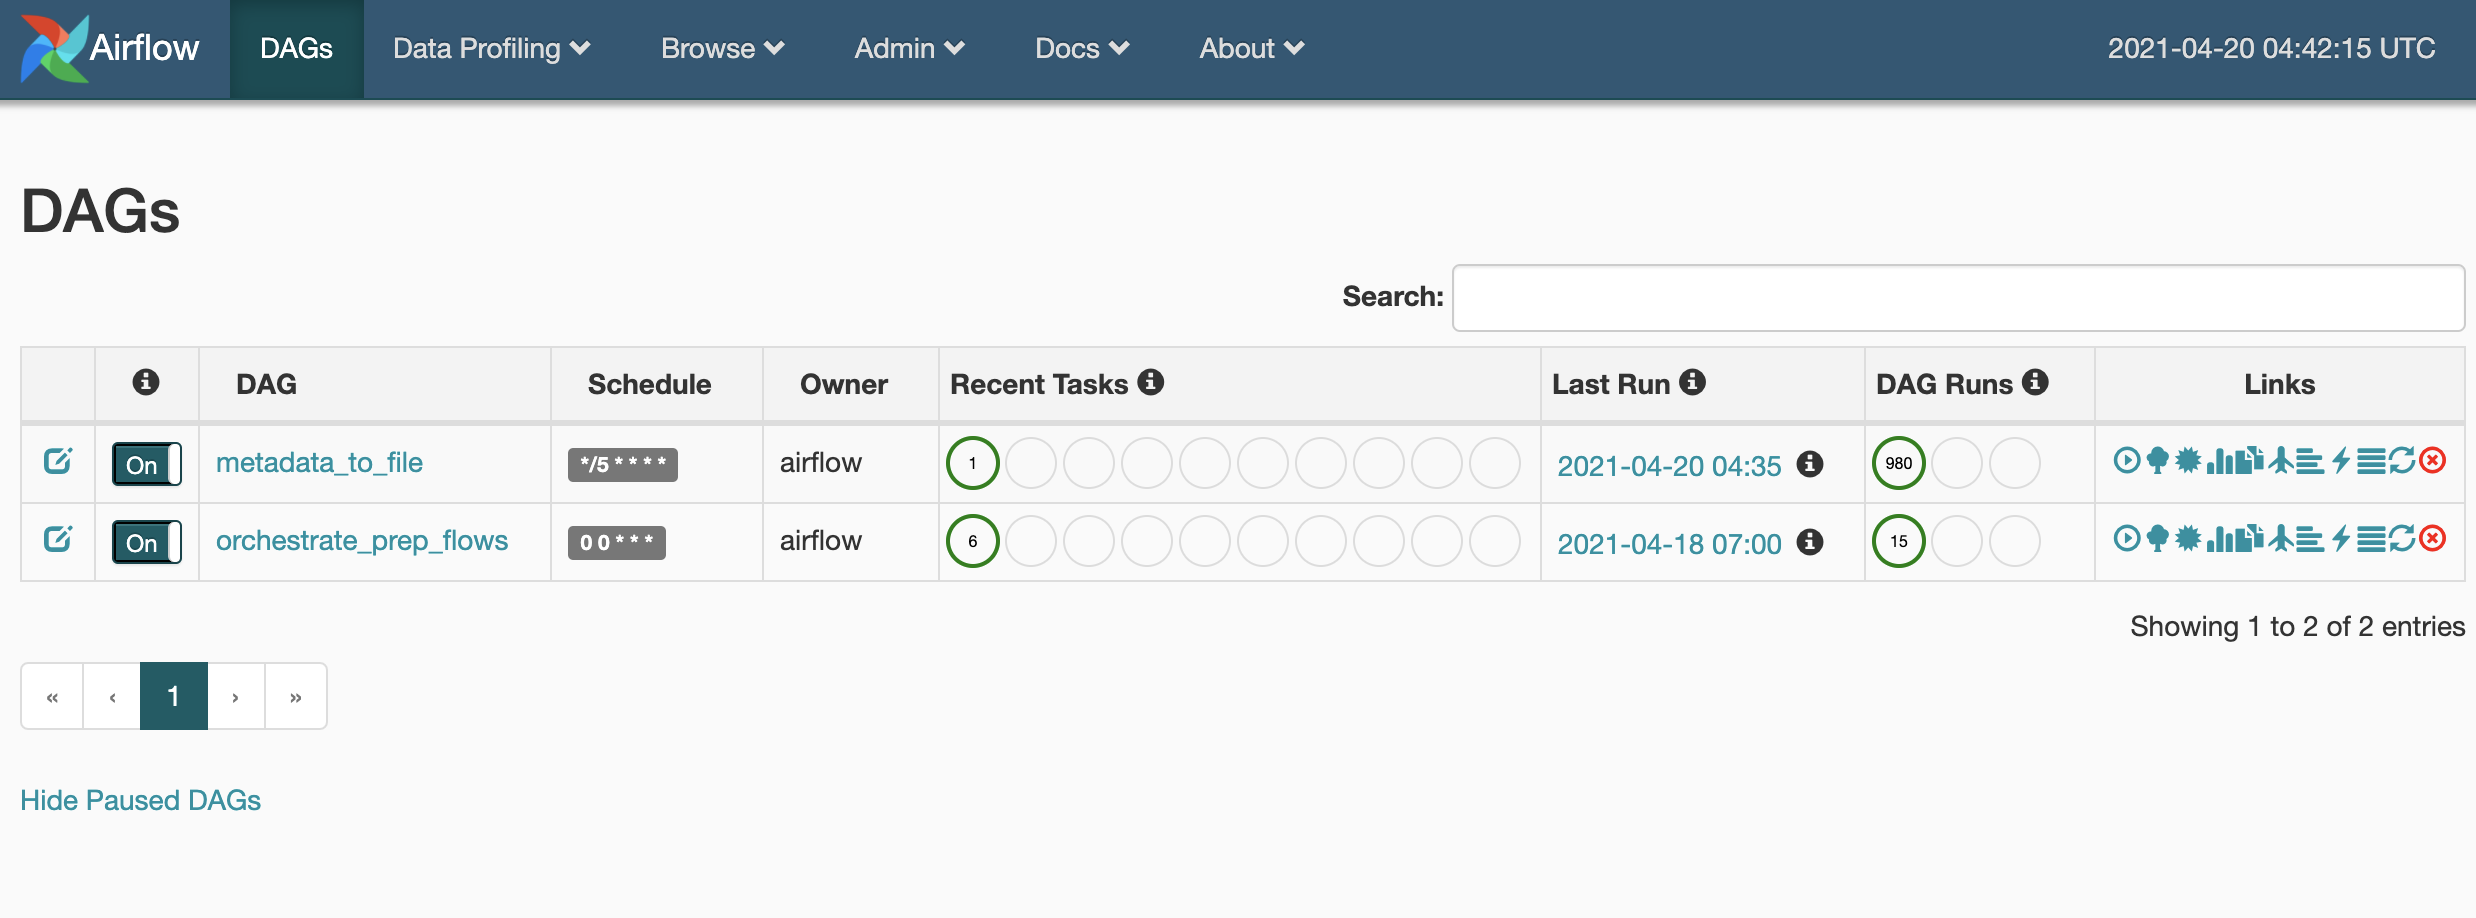 Airflow DAGs Data Profiling Browse Admin Docs About 2021-04-20 04:42:15 UTC
DAGs
Search:
DAG Schedule Owner Recent Tasks Last Run DAG Runs Links
On metadata_to_file */5 * * * * airflow 1 2021-04-20 04:35 980
On orchestrate_prep_flows 0 0 * * * airflow 6 2021-04-18 07:00 15
Showing 1 to 2 of 2 entries
« ‹ 1 › »
Hide Paused DAGs